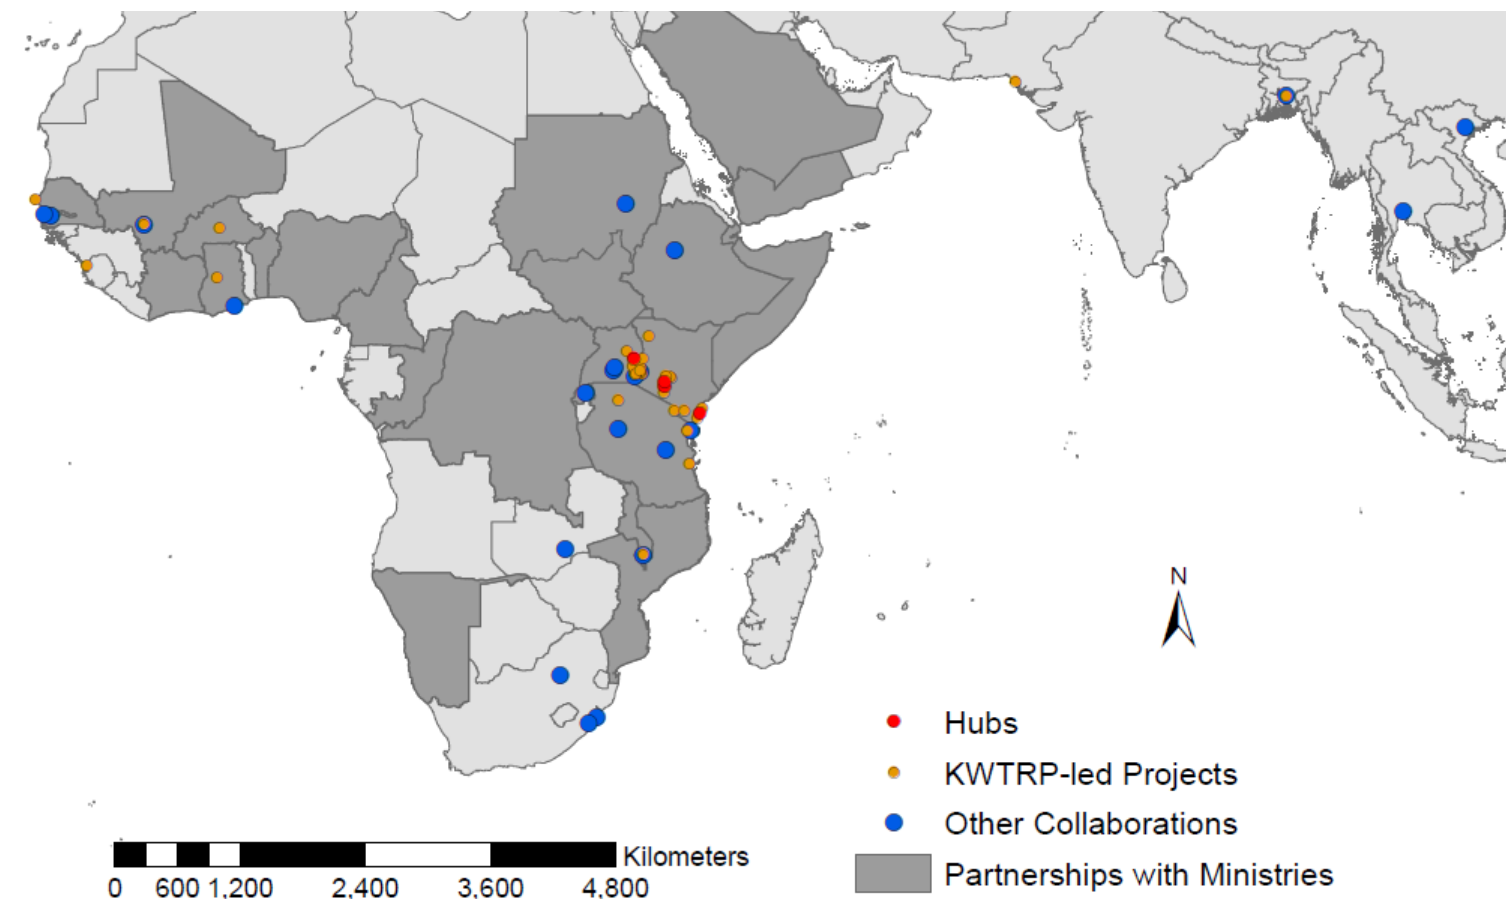 N
Hubs
KWTRP-led Projects
Other Collaborations
Partnerships with Ministries
Kilometers
0 600 1,200 2,400 3,600 4,800